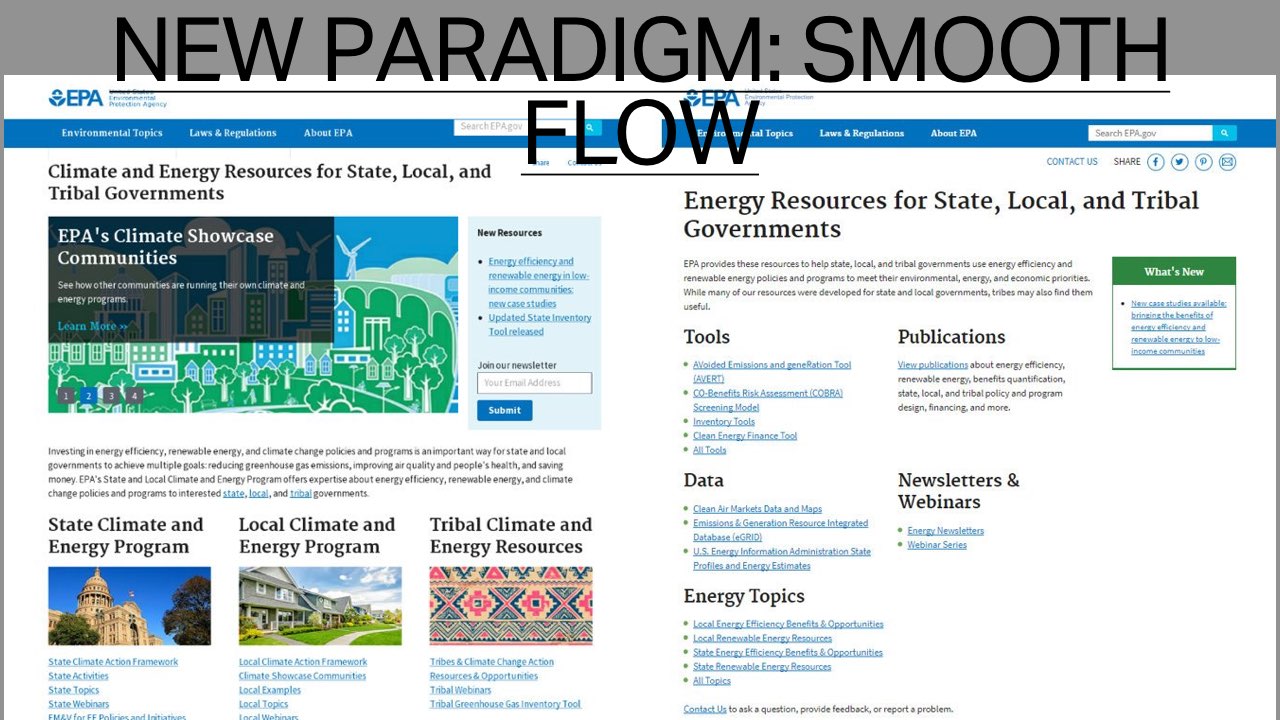 NEW PARADIGM: SMOOTH
FLOW
EPA United States
Environmental
Protection Agency
Environmental Topics
Laws & Regulations
About EPA
Search EPA.gov
Share
Climate and Energy Resources for State, Local, and
Tribal Governments
EPA's Climate Showcase
Communities
See how other communities are running their own climate and
energy programs.
Learn More »
1 2 3 4
New Resources
Energy efficiency and
renewable energy in low-
income communities:
new case studies
Updated State Inventory
Tool released
Join our newsletter
Your Email Address
Submit
Investing in energy efficiency, renewable energy, and climate change policies and programs is an important way for state and local
governments to achieve multiple goals: reducing greenhouse gas emissions, improving air quality and people's health, and saving
money. EPA's State and Local Climate and Energy Program offers expertise about energy efficiency, renewable energy, and climate
change policies and programs to interested state, local, and tribal governments.
State Climate and
Energy Program
State Climate Action Framework
State Activities
State Topics
State Webinars
EM&V for EE Policies and Initiatives
Local Climate and
Energy Program
Local Climate Action Framework
Climate Showcase Communities
Local Examples
Local Topics
Local Webinars
Tribal Climate and
Energy Resources
Tribes & Climate Change Action
Resources & Opportunities
Tribal Webinars
Tribal Greenhouse Gas Inventory Tool
EPA United States
Environmental Protection
Agency
Environmental Topics
Laws & Regulations
About EPA
Search EPA.gov
CONTACT US SHARE
Energy Resources for State, Local, and Tribal
Governments
EPA provides these resources to help state, local, and tribal governments use energy efficiency and
renewable energy policies and programs to meet their environmental, energy, and economic priorities.
While many of our resources were developed for state and local governments, tribes may also find them
useful.
What's New
New case studies available:
bringing the benefits of
energy efficiency and
renewable energy to low-
income communities
Tools
AVoided Emissions and geneRation Tool
(AVERT)
CO-Benefits Risk Assessment (COBRA)
Screening Model
Inventory Tools
Clean Energy Finance Tool
All Tools
Publications
View publications about energy efficiency,
renewable energy, benefits quantification,
state, local, and tribal policy and program
design, financing, and more.
Data
Clean Air Markets Data and Maps
Emissions & Generation Resource Integrated
Database (eGRID)
U.S. Energy Information Administration State
Profiles and Energy Estimates
Newsletters &
Webinars
Energy Newsletters
Webinar Series
Energy Topics
Local Energy Efficiency Benefits & Opportunities
Local Renewable Energy Resources
State Energy Efficiency Benefits & Opportunities
State Renewable Energy Resources
All Topics
Contact Us to ask a question, provide feedback, or report a problem.